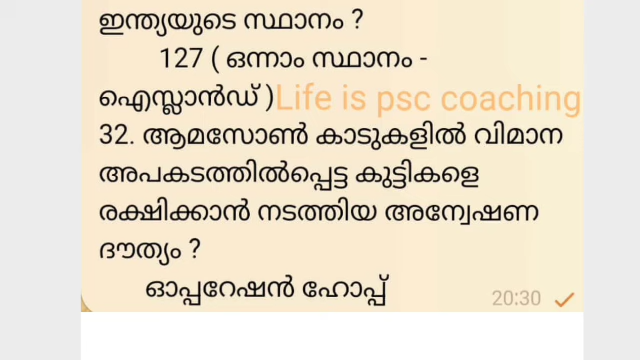 ഇന്ത്യയുടെ സ്ഥാനം ?
127 ( ഒന്നാം സ്ഥാനം -
ഐസ്ലാൻഡ് ) Life is psc coaching
32. ആമസോൺ കാടുകളിൽ വിമാന
അപകടത്തിൽപ്പെട്ട കുട്ടികളെ
രക്ഷിക്കാൻ നടത്തിയ അന്വേഷണ
ദൗത്യം ?
ഓപ്പറേഷൻ ഹോപ്പ്
20:30